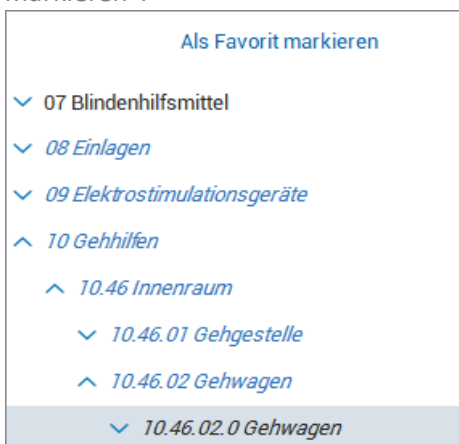 Als Favorit markieren
07 Blindenhilfsmittel
08 Einlagen
09 Elektrostimulationsgeräte
10 Gehhilfen
10.46 Innenraum
10.46.01 Gehgestelle
10.46.02 Gehwagen
10.46.02.0 Gehwagen